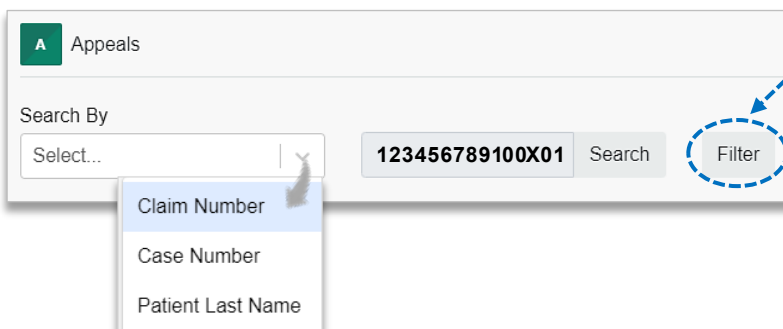 A Appeals
Search By
Select... 123456789100X01 Search Filter
Claim Number
Case Number
Patient Last Name